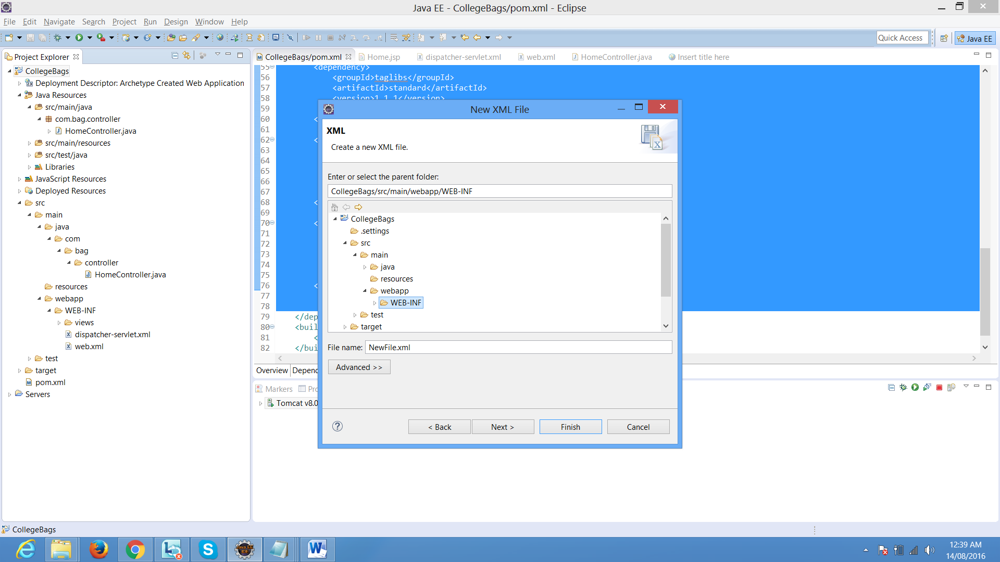 Java EE - CollegeBags/pom.xml - Eclipse
File Edit Navigate Search Project Run Design Window Help
Quick Access
Java EE
Project Explorer
CollegeBags
Deployment Descriptor: Archetype Created Web Application
Java Resources
src/main/java
com.bag.controller
HomeController.java
src/main/resources
src/test/java
Libraries
JavaScript Resources
Deployed Resources
src
main
java
com
bag
controller
HomeController.java
resources
webapp
WEB-INF
views
dispatcher-servlet.xml
web.xml
test
target
pom.xml
Servers
CollegeBags/pom.xml Home.jsp dispatcher-servlet.xml web.xml HomeController.java Insert title here
55 <dependency>
56 <groupId>taglibs</groupId>
57 <artifactId>standard</artifactId>
58 <version>1.1.1</version>
59
60 <
61
62 <
63
64
65
66
67
68 <
69
70 <
71
72
73
74
75
76 <
77
78
79 </dep
80 <buil
81 <
82 </bui
Overview Depend
Markers Pro
Tomcat v8.0
New XML File
XML
Create a new XML file.
Enter or select the parent folder:
CollegeBags/src/main/webapp/WEB-INF
CollegeBags
.settings
src
main
java
resources
webapp
WEB-INF
test
target
File name: NewFile.xml
Advanced >>
< Back Next > Finish Cancel
CollegeBags
12:39 AM
14/08/2016